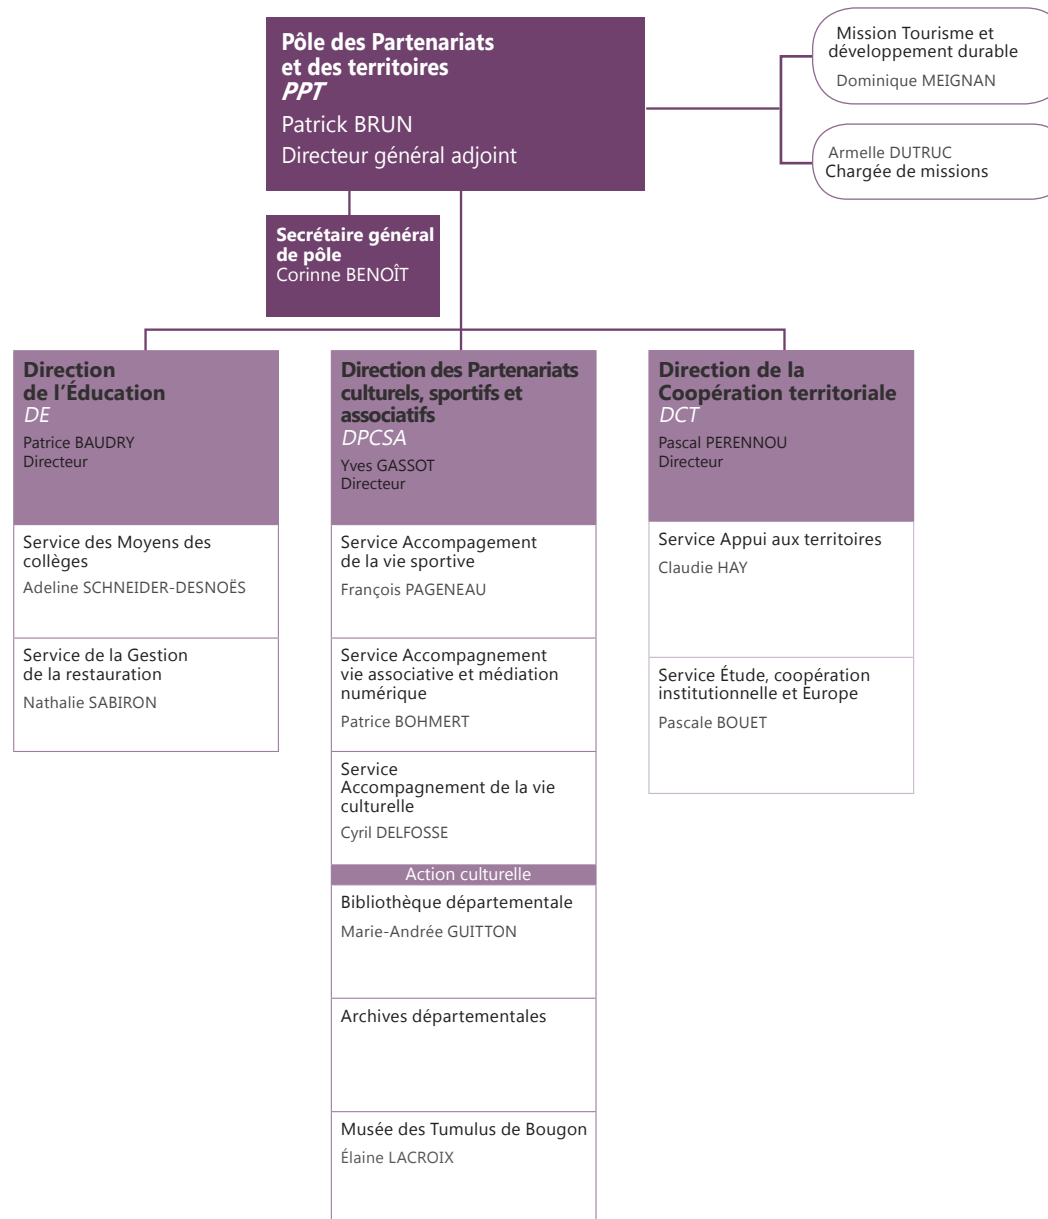 Pôle des Partenariats
et des territoires
PPT
Patrick BRUN
Directeur général adjoint
Mission Tourisme et
développement durable
Dominique MEIGNAN
Armelle DUTRUC
Chargée de missions
Secrétaire général
de pôle
Corinne BENOÎT
Direction
de l'Éducation
DE
Patrice BAUDRY
Directeur
Service des Moyens des
collèges
Adeline SCHNEIDER-DESNOËS
Service de la Gestion
de la restauration
Nathalie SABIRON
Direction des Partenariats
culturels, sportifs et
associatifs
DPCSA
Yves GASSOT
Directeur
Service Accompagement
de la vie sportive
François PAGENEAU
Service Accompagnement
vie associative et médiation
numérique
Patrice BOHMERT
Service
Accompagnement de la vie
culturelle
Cyril DELFOSSE
Action culturelle
Bibliothèque départementale
Marie-Andrée GUITTON
Archives départementales
Musée des Tumulus de Bougon
Élaine LACROIX
Direction de la
Coopération territoriale
DCT
Pascal PERENNOU
Directeur
Service Appui aux territoires
Claudie HAY
Service Étude, coopération
institutionnelle et Europe
Pascale BOUET